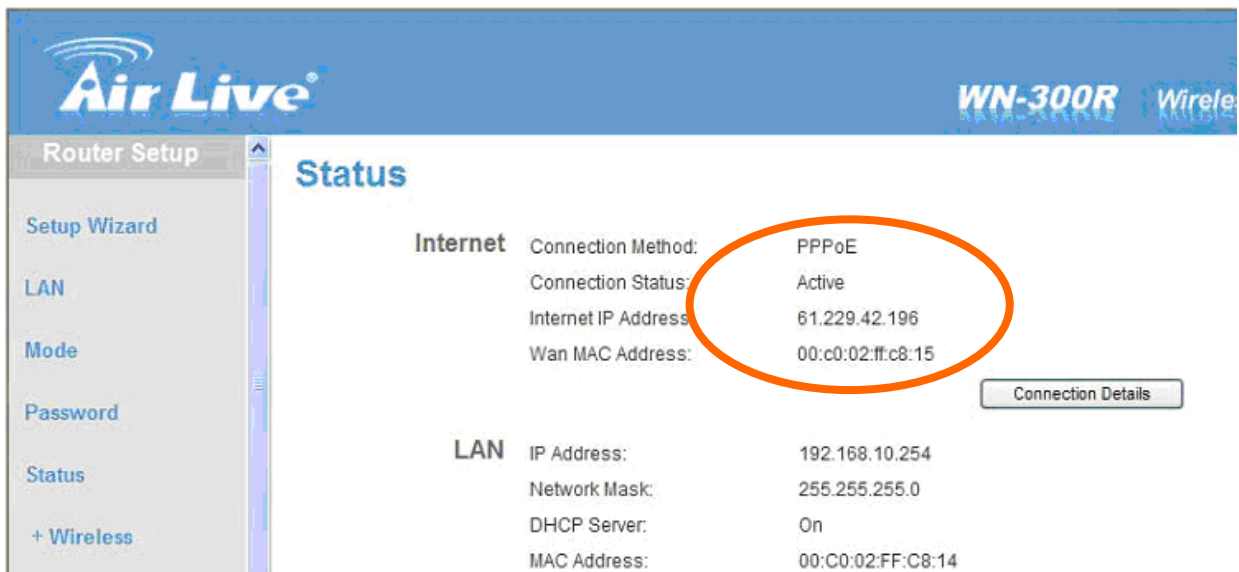 Air Live®
WN-300R
Router Setup
Status
Setup Wizard
Internet Connection Method: PPPoE
Connection Status: Active
LAN
Internet IP Address 61.229.42.196
Mode
Wan MAC Address: 00:c0:02:ff:c8:15
Connection Details
Password
LAN IP Address: 192.168.10.254
Status
Network Mask: 255.255.255.0
DHCP Server: On
+ Wireless
MAC Address: 00:C0:02:FF:C8:14